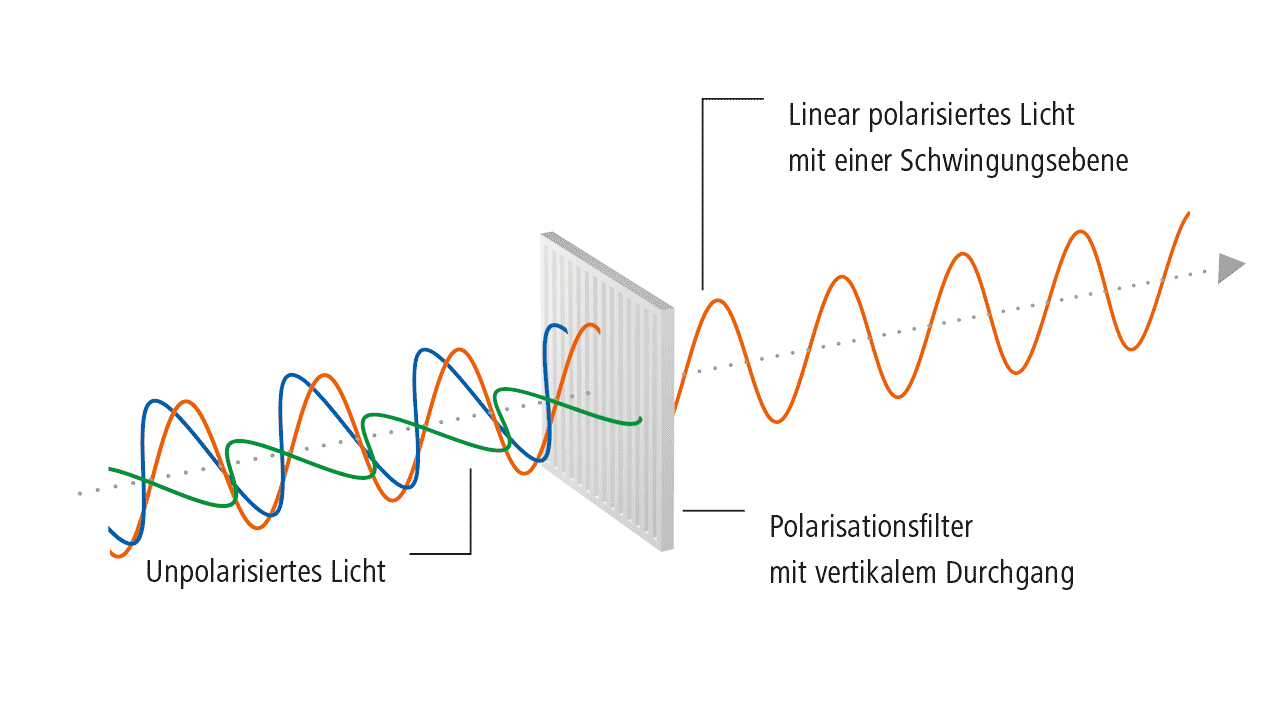 Linear polarisiertes Licht
mit einer Schwingungsebene
Polarisationsfilter
mit vertikalem Durchgang
Unpolarisiertes Licht